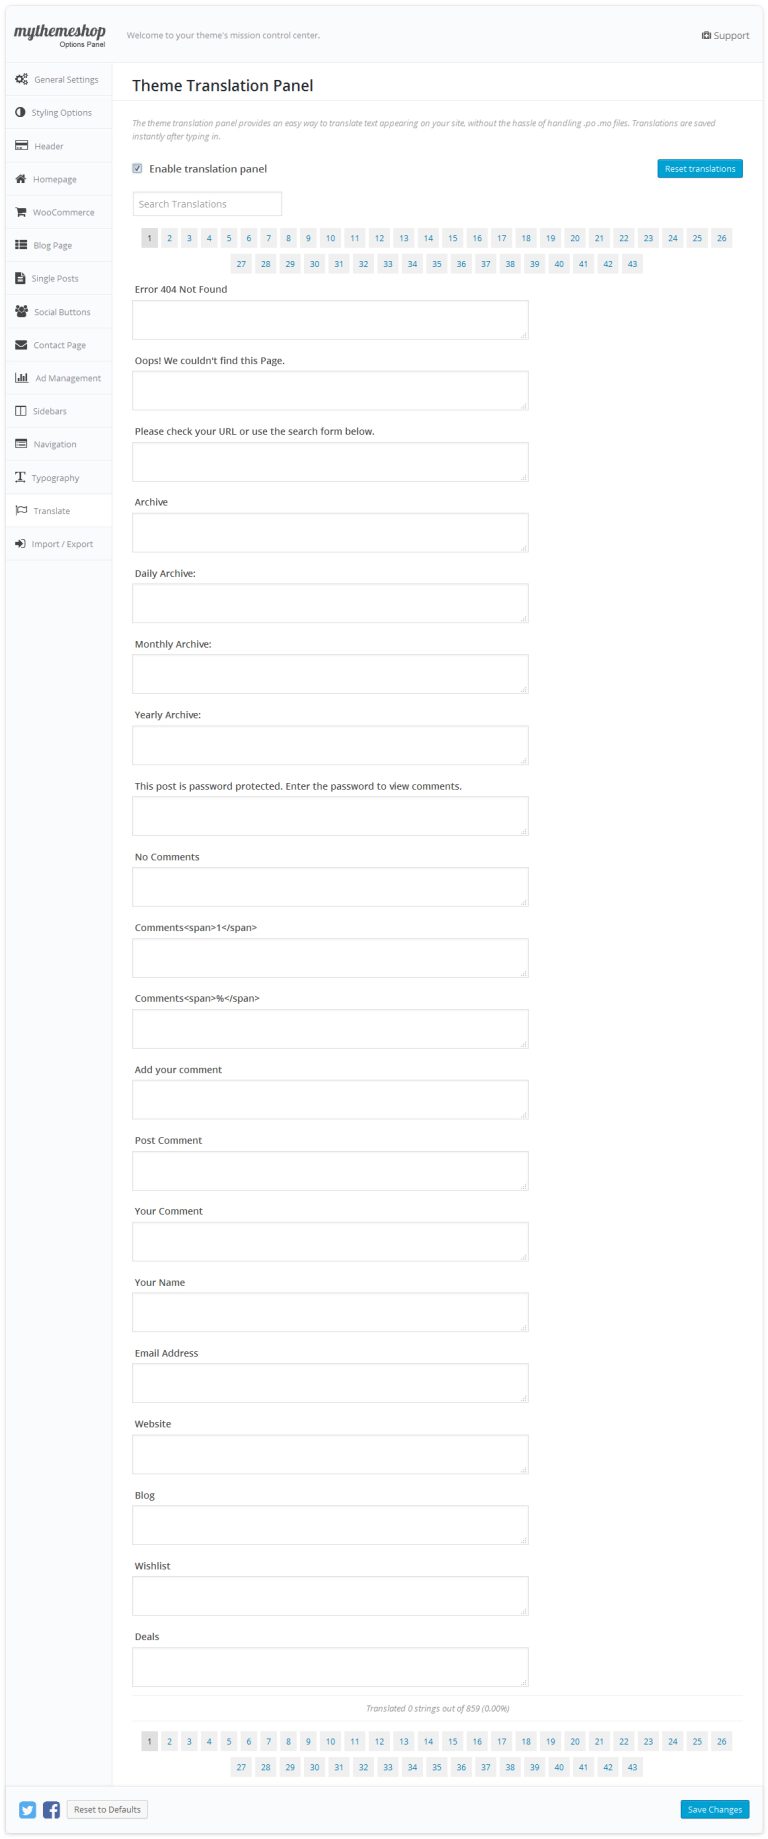 mythemeshop
Options Panel
Welcome to your theme's mission control center.
Support
General Settings
Styling Options
Header
Homepage
WooCommerce
Blog Page
Single Posts
Social Buttons
Contact Page
Ad Management
Sidebars
Navigation
Typography
Translate
Import / Export
Theme Translation Panel
The theme translation panel provides an easy way to translate text appearing on your site, without the hassle of handling .po .mo files. Translations are saved
instantly after typing in.
Enable translation panel
Reset translations
Search Translations
1 2 3 4 5 6 7 8 9 10 11 12 13 14 15 16 17 18 19 20 21 22 23 24 25 26
27 28 29 30 31 32 33 34 35 36 37 38 39 40 41 42 43
Error 404 Not Found
Oops! We couldn't find this Page.
Please check your URL or use the search form below.
Archive
Daily Archive:
Monthly Archive:
Yearly Archive:
This post is password protected. Enter the password to view comments.
No Comments
Comments<span>1</span>
Comments<span>%</span>
Add your comment
Post Comment
Your Comment
Your Name
Email Address
Website
Blog
Wishlist
Deals
Translated 0 strings out of 859 (0.00%)
1 2 3 4 5 6 7 8 9 10 11 12 13 14 15 16 17 18 19 20 21 22 23 24 25 26
27 28 29 30 31 32 33 34 35 36 37 38 39 40 41 42 43
Reset to Defaults
Save Changes